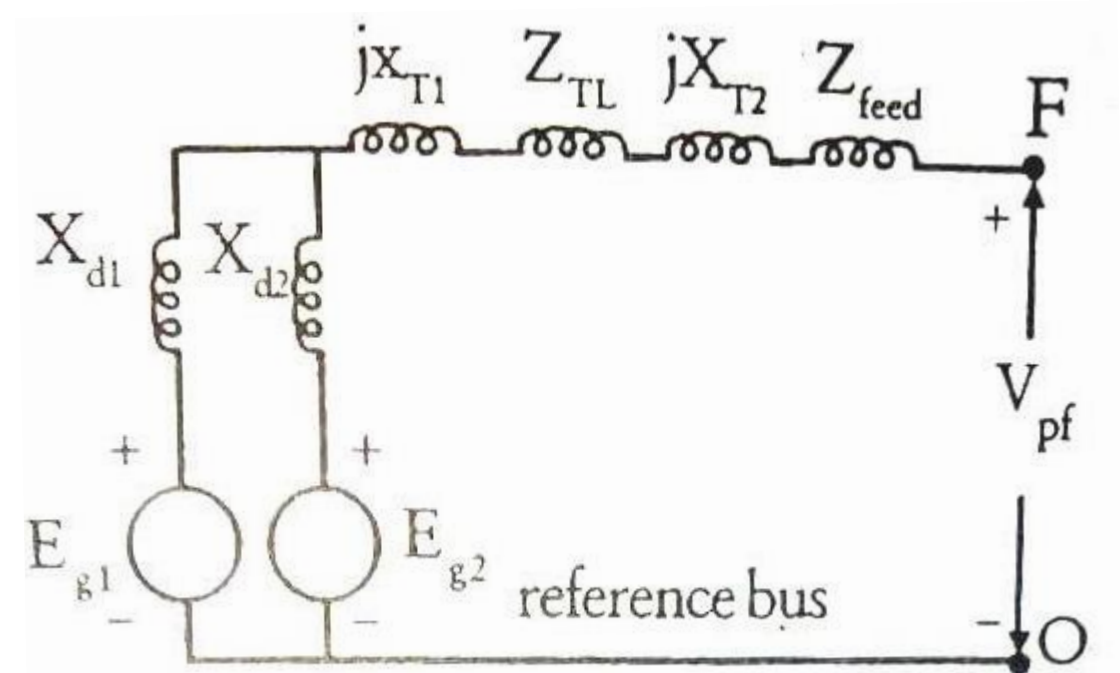 jx_T1 Z_TL jX_T2 Z_feed F
+
X_d1 X_d2
V_pf
+ +
E_g1 E_g2
- - reference bus - O